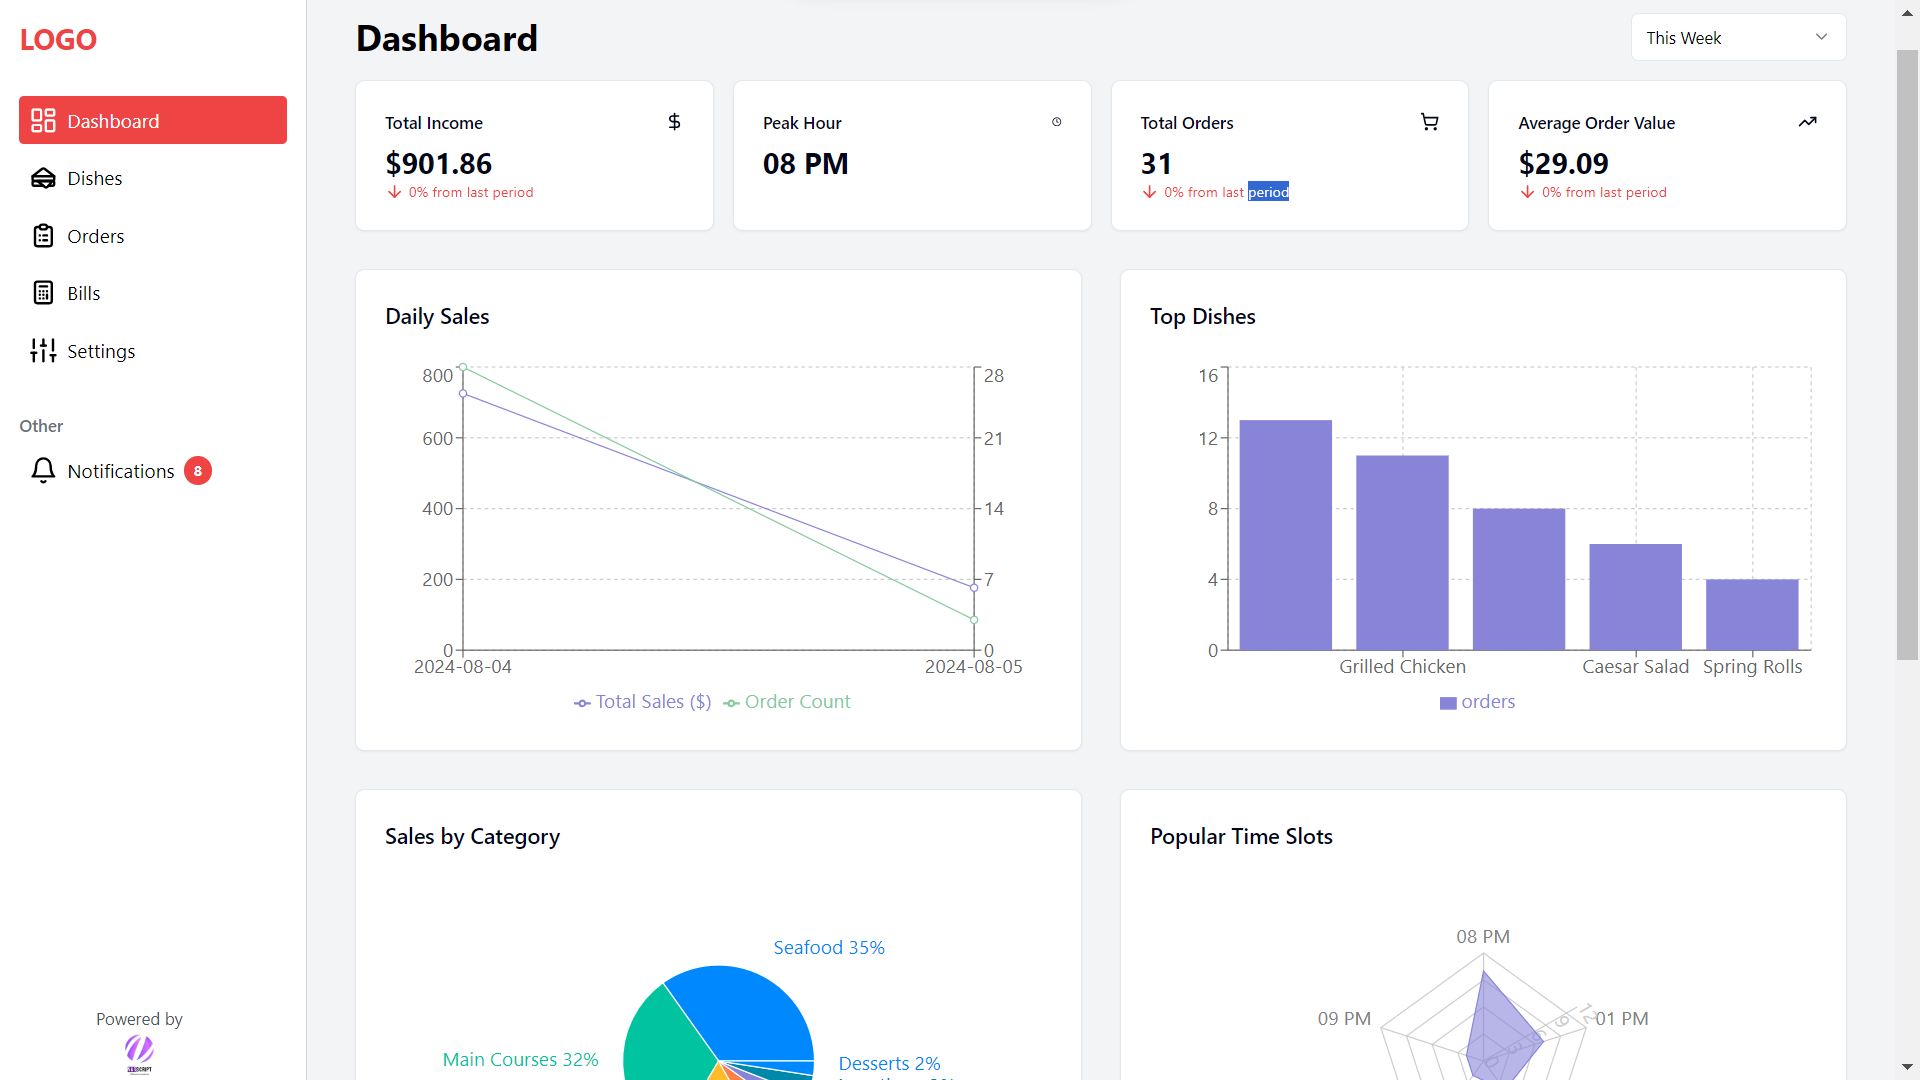 LOGO
Dashboard
Dishes
Orders
Bills
Settings
Other
Notifications 8
Powered by
Dashboard
This Week
Total Income
$901.86
0% from last period
Peak Hour
08 PM
Total Orders
31
0% from last period
Average Order Value
$29.09
0% from last period
Daily Sales
800
600
400
200
0
28
21
14
7
0
2024-08-04
2024-08-05
Total Sales ($)
Order Count
Top Dishes
16
12
8
4
0
Grilled Chicken
Caesar Salad
Spring Rolls
orders
Sales by Category
Seafood 35%
Main Courses 32%
Desserts 2%
Popular Time Slots
08 PM
09 PM
01 PM
12
9
6
3
0